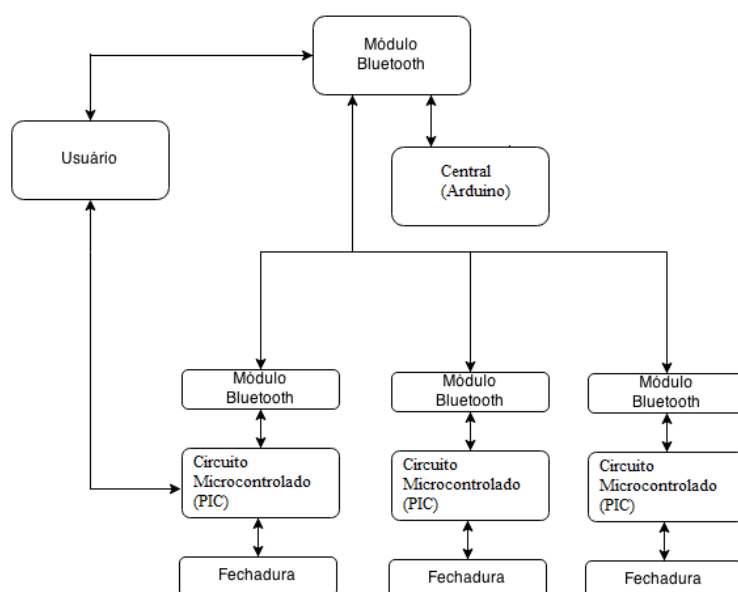 Módulo
Bluetooth
Usuário
Central
(Arduino)
Módulo
Bluetooth
Módulo
Bluetooth
Módulo
Bluetooth
Circuito
Microcontrolado
(PIC)
Circuito
Microcontrolado
(PIC)
Circuito
Microcontrolado
(PIC)
Fechadura
Fechadura
Fechadura